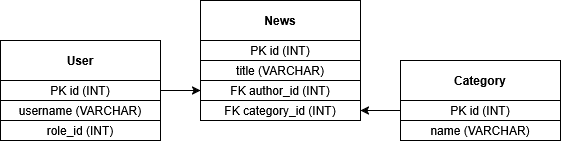 User
PK id (INT)
username (VARCHAR)
role_id (INT)
News
PK id (INT)
title (VARCHAR)
FK author_id (INT)
FK category_id (INT)
Category
PK id (INT)
name (VARCHAR)